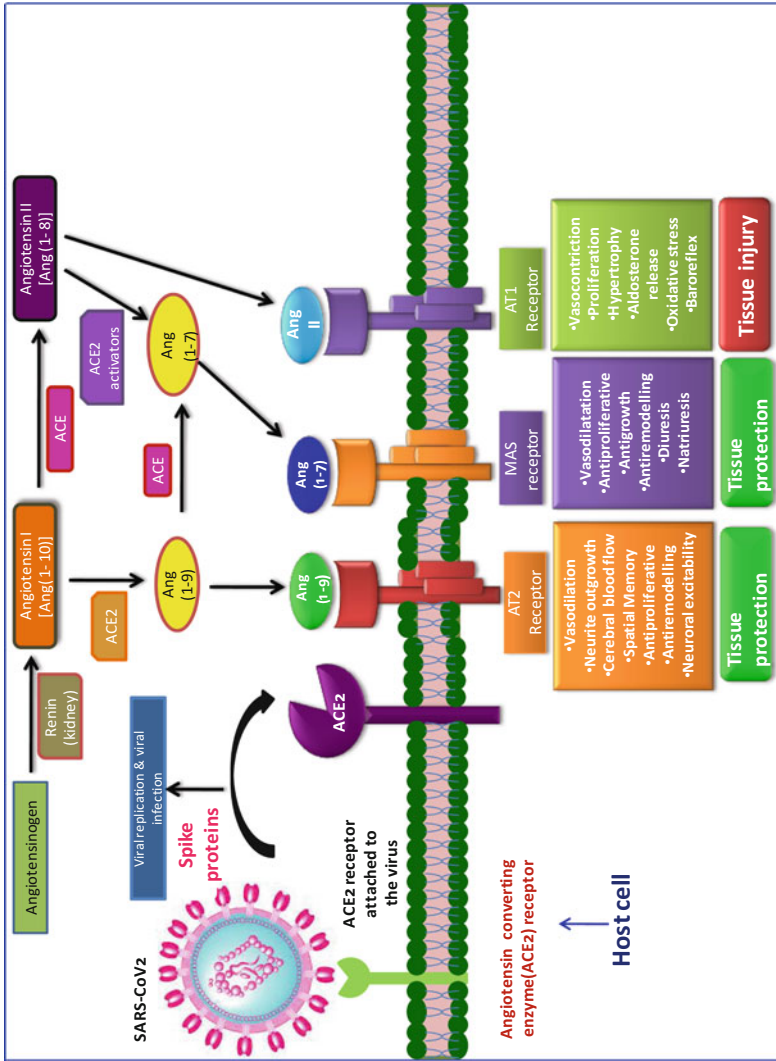 Angiotensinogen
Renin
(kidney)
Angiotensin I
[Ang(1- 10)]
ACE
Angiotensin II
[Ang (1- 8)]
ACE2
ACE2
activators
Ang
(1-9)
ACE
Ang
(1-7)
Viral replication & viral
infection
Spike
proteins
SARS-CoV2
ACE2 receptor
attached to
the virus
ACE2
Ang
(1-9)
Ang
(1-7)
Ang
II
Angiotensin converting
enzyme(ACE2) receptor
Host cell
AT2
Receptor
•Vasodilation
•Neurite outgrowth
•Cerebral blood flow
•Spatial Memory
•Antiproliferative
•Antiremodelling
•Neuroral excitability
Tissue
protection
MAS
receptor
•Vasodilatation
•Antiproliferative
•Antigrowth
•Antiremodelling
•Diuresis
•Natriuresis
Tissue
protection
AT1
Receptor
•Vasocontriction
•Proliferation
•Hypertrophy
•Aldosterone
release
•Oxidative stress
•Baroreflex
Tissue injury